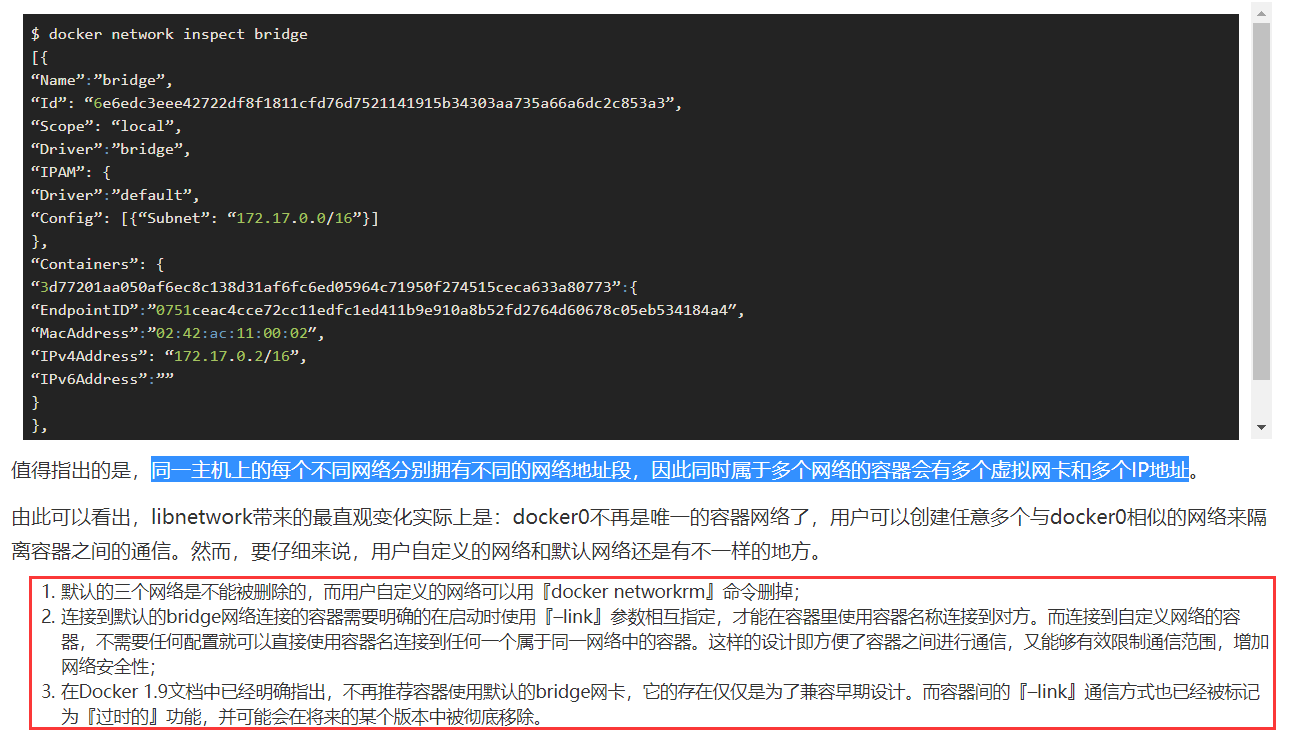 $ docker network inspect bridge
[{
“Name”:”bridge”,
“Id”: “6e6edc3eee42722df8f1811cfd76d7521141915b34303aa735a66a6dc2c853a3”,
“Scope”: “local”,
“Driver”:”bridge”,
“IPAM”: {
“Driver”:”default”,
“Config”: [{“Subnet”: “172.17.0.0/16”}]
},
“Containers”: {
“3d77201aa050af6ec8c138d31af6fc6ed05964c71950f274515ceca633a80773”:{
“EndpointID”:”0751ceac4cce72cc11edfc1ed411b9e910a8b52fd2764d60678c05eb534184a4”,
“MacAddress”:”02:42:ac:11:00:02”,
“IPv4Address”: “172.17.0.2/16”,
“IPv6Address”:””
}
},
值得指出的是，同一主机上的每个不同网络分别拥有不同的网络地址段，因此同时属于多个网络的容器会有多个虚拟网卡和多个IP地址。
由此可以看出，libnetwork带来的最直观变化实际上是：docker0不再是唯一的容器网络了，用户可以创建任意多个与docker0相似的网络来隔
离容器之间的通信。然而，要仔细来说，用户自定义的网络和默认网络还是有不一样的地方。
1. 默认的三个网络是不能被删除的，而用户自定义的网络可以用『docker networkrm』命令删掉；
2. 连接到默认的bridge网络连接的容器需要明确的在启动时使用『–link』参数相互指定，才能在容器里使用容器名称连接到对方。而连接到自定义网络的容
器，不需要任何配置就可以直接使用容器名连接到任何一个属于同一网络中的容器。这样的设计即方便了容器之间进行通信，又能够有效限制通信范围，增加
网络安全性；
3. 在Docker 1.9文档中已经明确指出，不再推荐容器使用默认的bridge网卡，它的存在仅仅是为了兼容早期设计。而容器间的『–link』通信方式也已经被标记
为『过时的』功能，并可能会在将来的某个版本中被彻底移除。